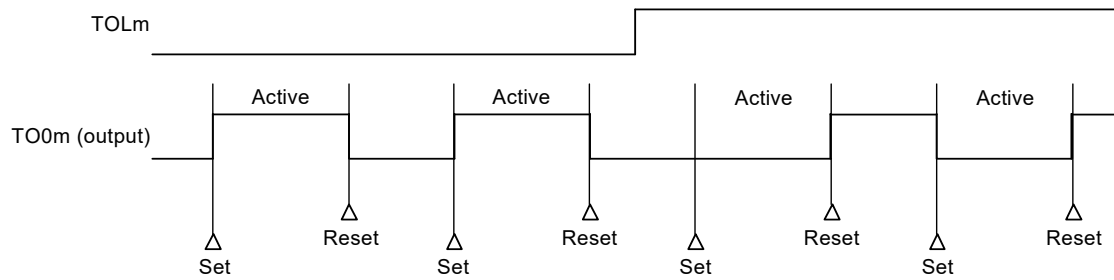 TOLm
Active Active Active Active
TO0m (output)
Reset Reset Reset Reset
Set Set Set Set